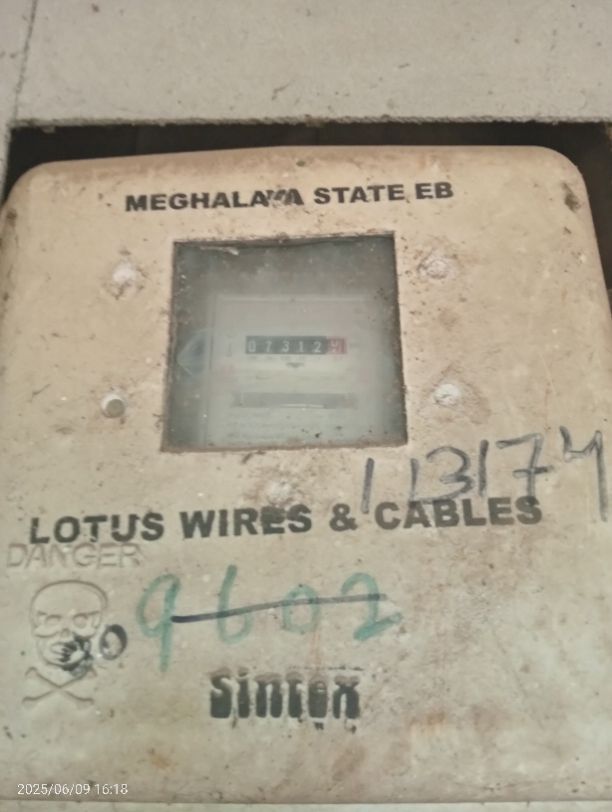 MEGHALAYA STATE EB
07312
113174
LOTUS WIRES & CABLES
DANGER
9602
Sintex
2025/06/09 16:18